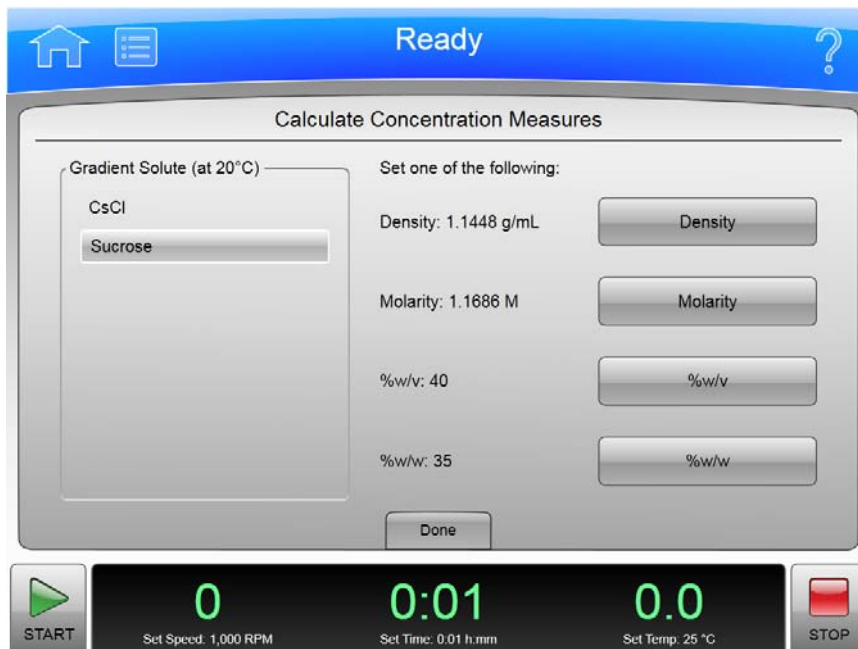 Ready
?
Calculate Concentration Measures
Gradient Solute (at 20°C)
CsCl
Sucrose
Set one of the following:
Density: 1.1448 g/mL
Density
Molarity: 1.1686 M
Molarity
%w/v: 40
%w/v
%w/w: 35
%w/w
Done
START
0
Set Speed: 1,000 RPM
0:01
Set Time: 0:01 h:mm
0.0
Set Temp: 25 °C
STOP